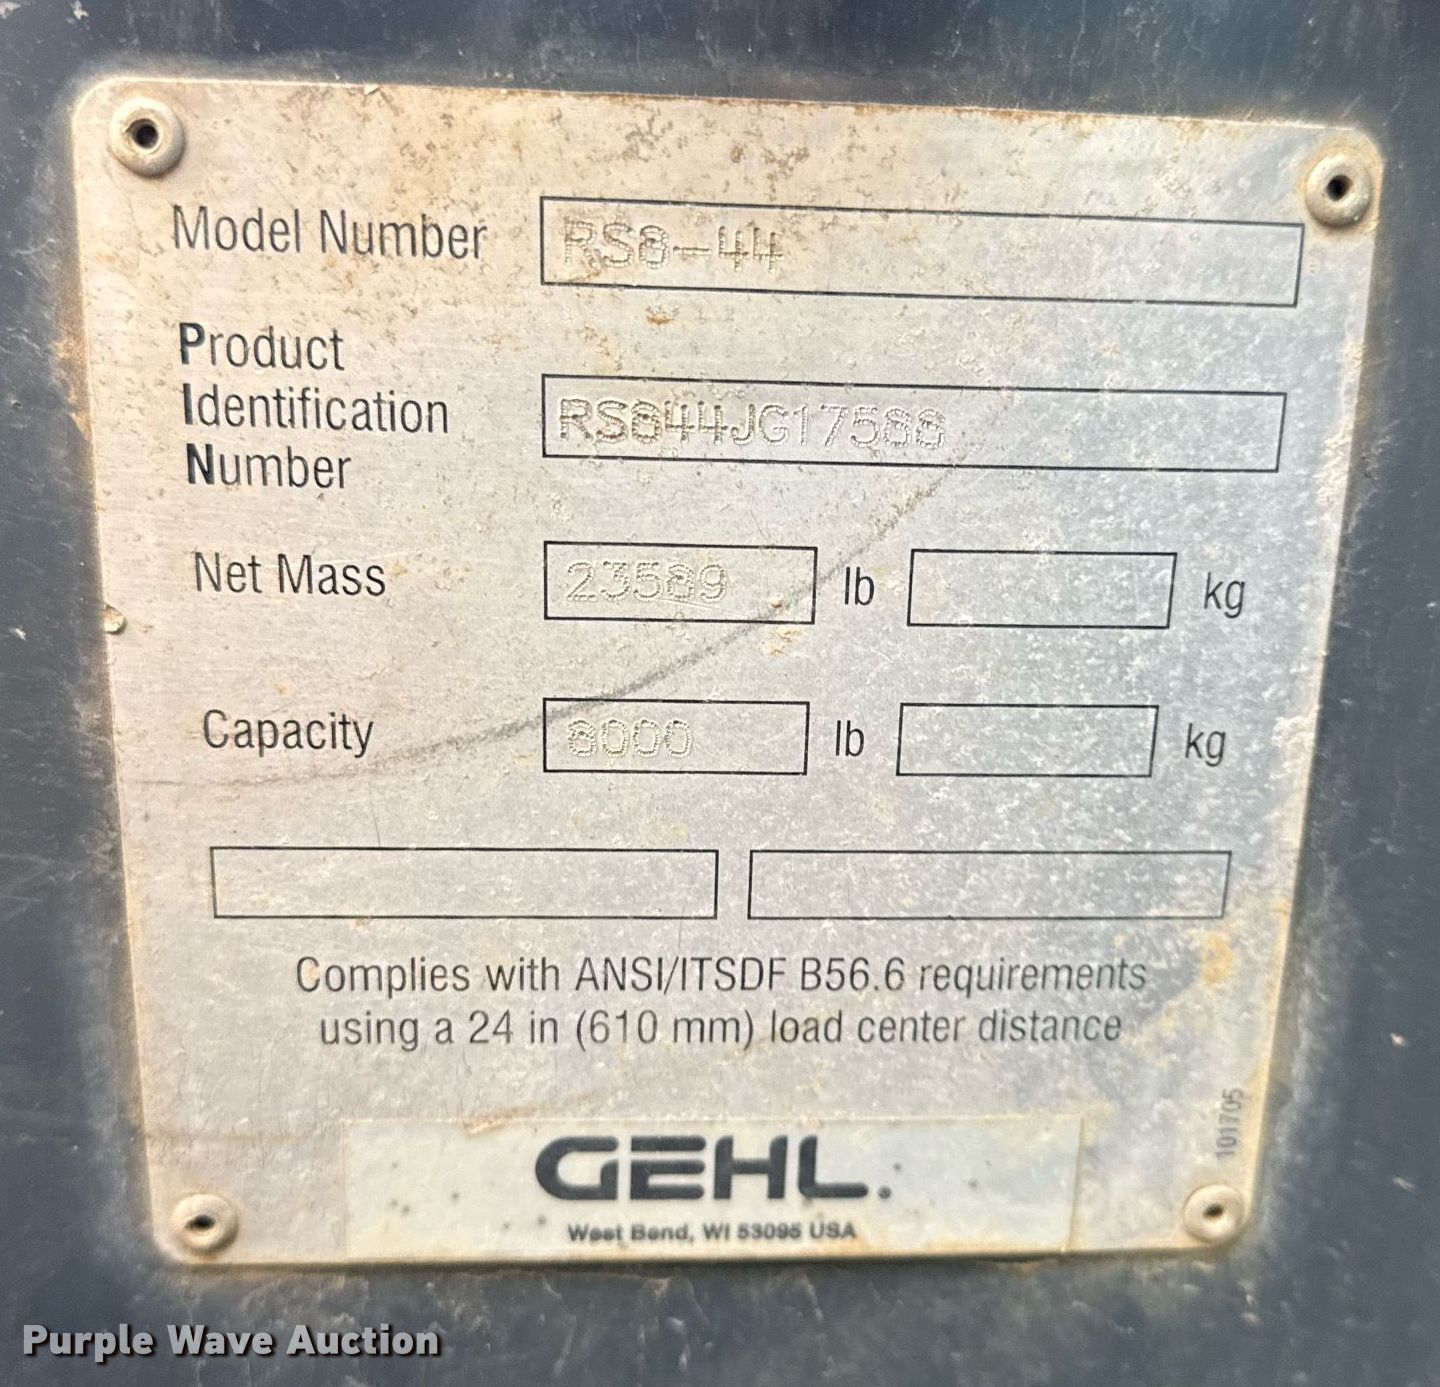 Model Number RS8-44
Product
Identification RS844JG17588
Number
Net Mass 23589 lb kg
Capacity 8000 lb kg
Complies with ANSI/ITSDF B56.6 requirements
using a 24 in (610 mm) load center distance
101705
GEHL.
West Bend, WI 53095 USA
Purple Wave Auction